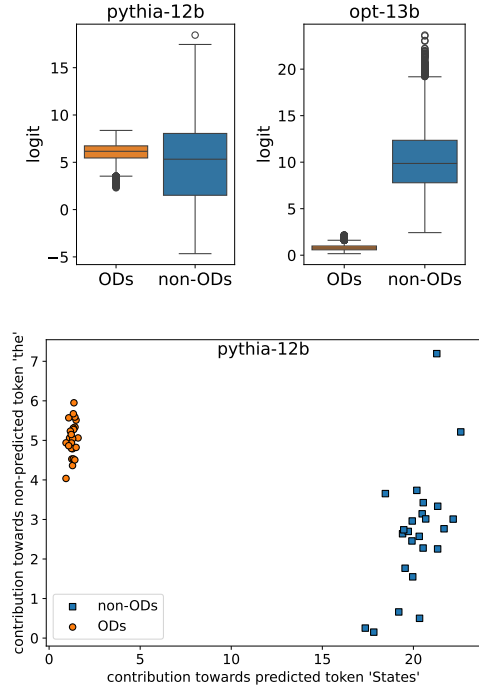 pythia-12b
logit
15
10
5
0
−5
ODs
non-ODs
opt-13b
logit
20
15
10
5
0
ODs
non-ODs
pythia-12b
contribution towards non-predicted token 'the'
7
6
5
4
3
2
1
0
non-ODs
ODs
0
5
10
15
20
contribution towards predicted token 'States'